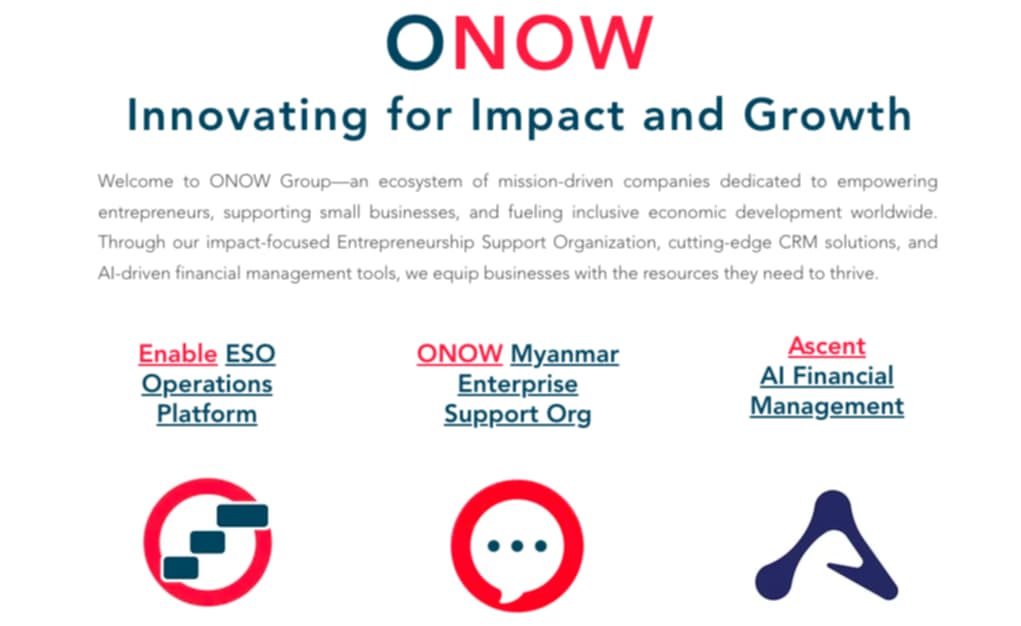 ONOW
Innovating for Impact and Growth
Welcome to ONOW Group—an ecosystem of mission-driven companies dedicated to empowering
entrepreneurs, supporting small businesses, and fueling inclusive economic development worldwide.
Through our impact-focused Entrepreneurship Support Organization, cutting-edge CRM solutions, and
AI-driven financial management tools, we equip businesses with the resources they need to thrive.
Enable ESO
Operations
Platform
ONOW Myanmar
Enterprise
Support Org
Ascent
AI Financial
Management